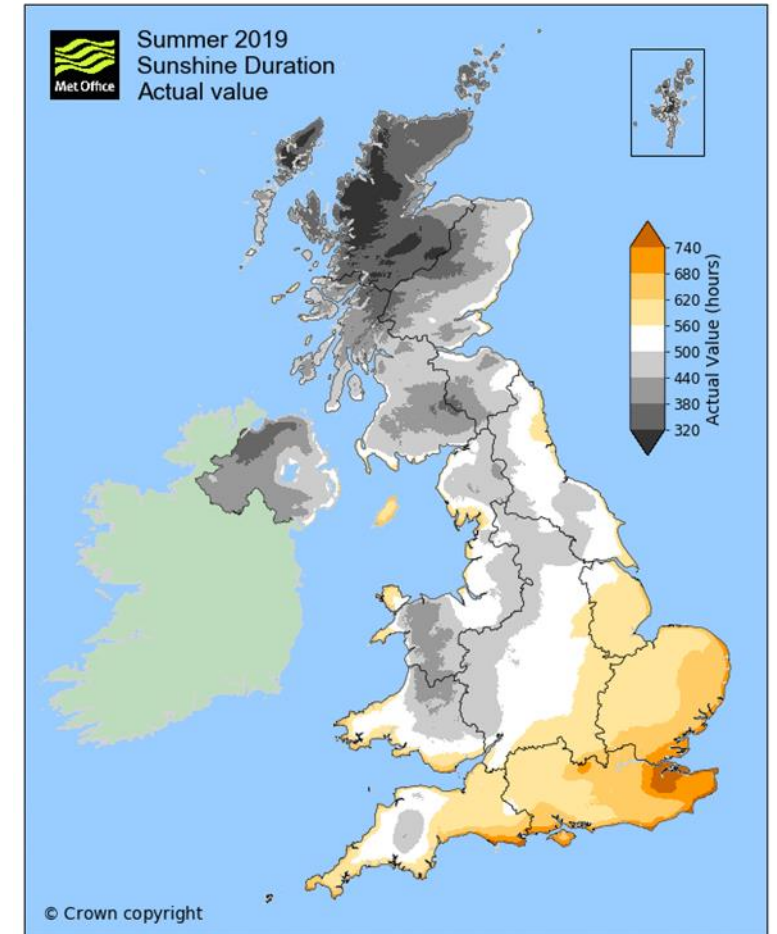 Met Office
Summer 2019
Sunshine Duration
Actual value
740
680
620
560
500
440
380
320
Actual Value (hours)
© Crown copyright